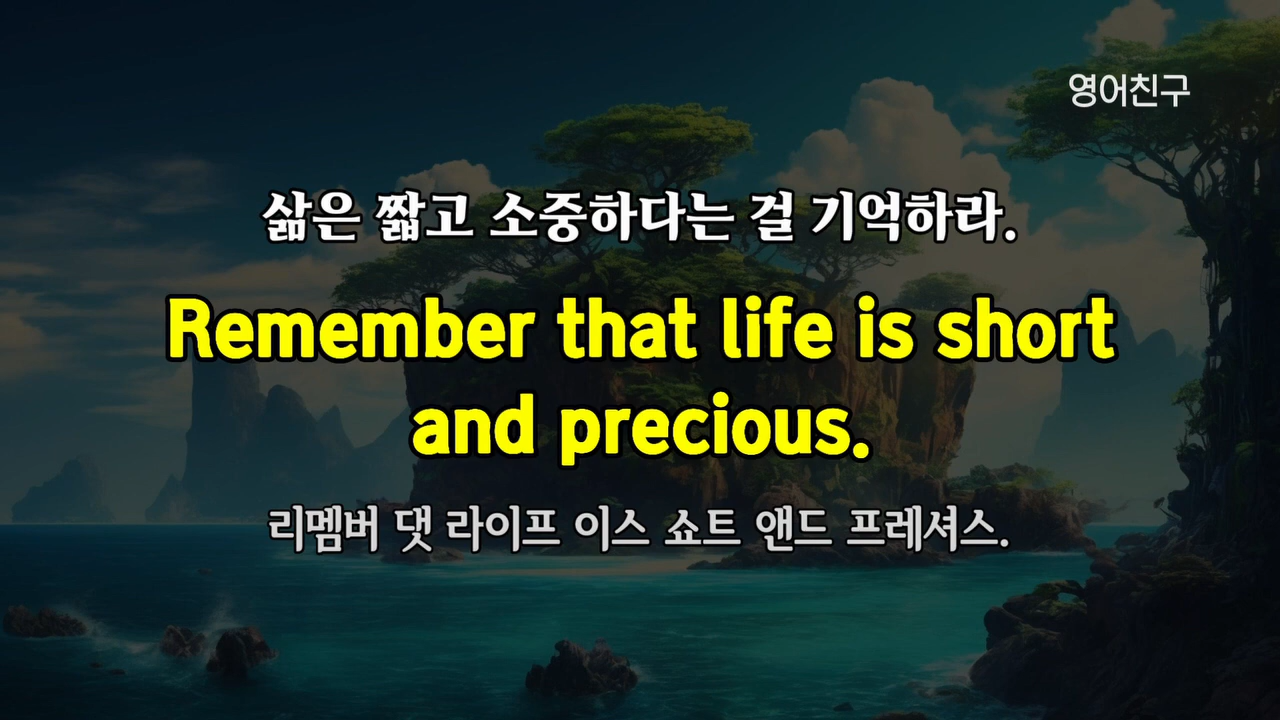 영어친구
삶은 짧고 소중하다는 걸 기억하라.
Remember that life is short
and precious.
리멤버 댓 라이프 이스 쇼트 앤드 프레셔스.